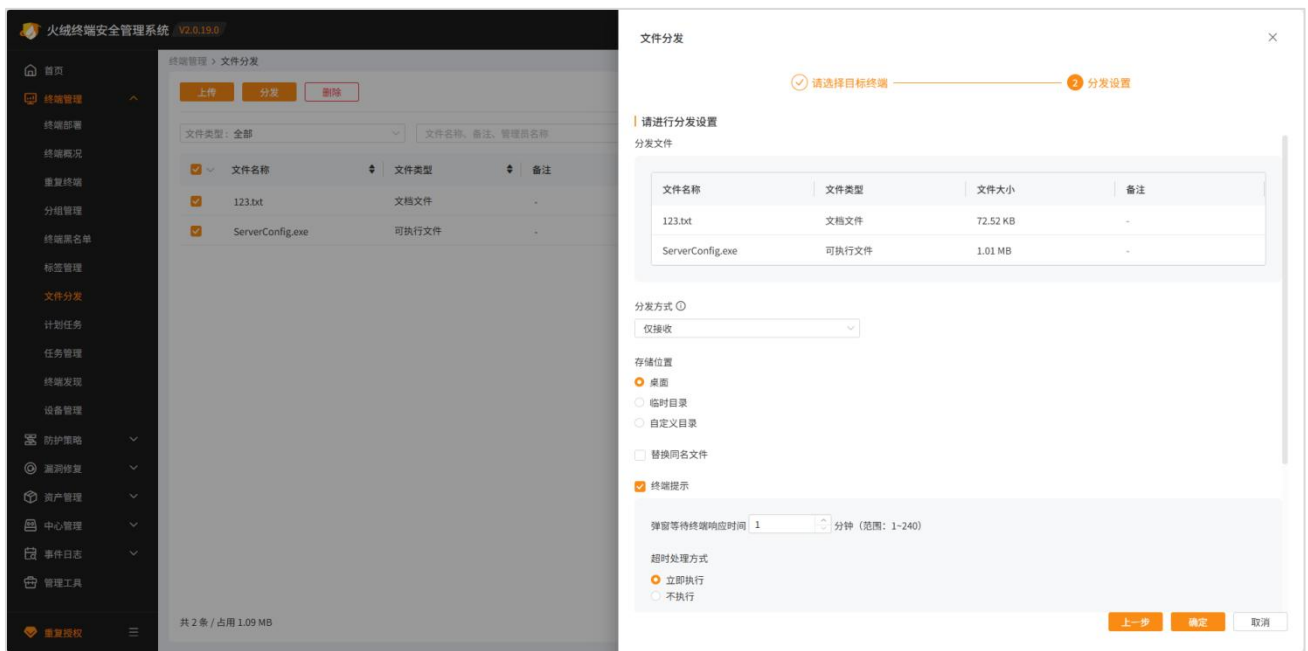 火绒终端安全管理系统 V2.0.19.0
首页
终端管理
终端部署
终端概况
重复终端
分组管理
终端黑名单
标签管理
文件分发
计划任务
任务管理
终端发现
设备管理
防护策略
漏洞修复
资产管理
中心管理
事件日志
管理工具
重复授权
终端管理 > 文件分发
上传 分发 删除
文件类型: 全部 文件名称、备注、管理员名称
文件名称 文件类型 备注
123.txt 文档文件 -
ServerConfig.exe 可执行文件 -
共 2 条 / 占用 1.09 MB
文件分发
请选择目标终端 2 分发设置
请进行分发设置
分发文件
文件名称 文件类型 文件大小 备注
123.txt 文档文件 72.52 KB -
ServerConfig.exe 可执行文件 1.01 MB -
分发方式
仅接收
存储位置
桌面
临时目录
自定义目录
替换同名文件
终端提示
弹窗等待终端响应时间 1 分钟（范围：1~240）
超时处理方式
立即执行
不执行
上一步 确定 取消